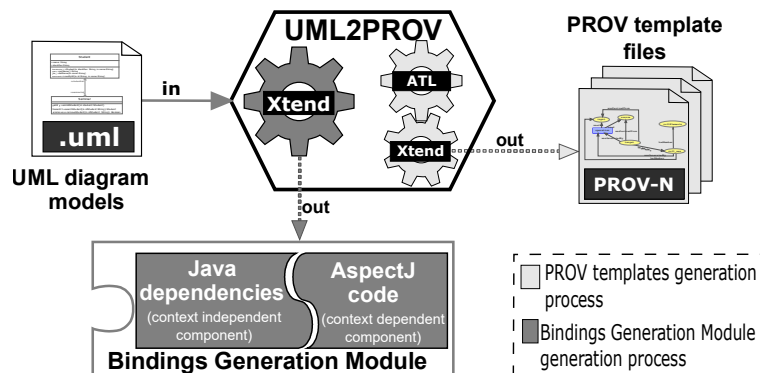 UML2PROV
PROV template
files
in
Xtend
ATL
Xtend
out
.uml
PROV-N
UML diagram
models
out
Java
dependencies
(context independent
component)
AspectJ
code
(context dependent
component)
Bindings Generation Module
PROV templates generation
process
Bindings Generation Module
generation process